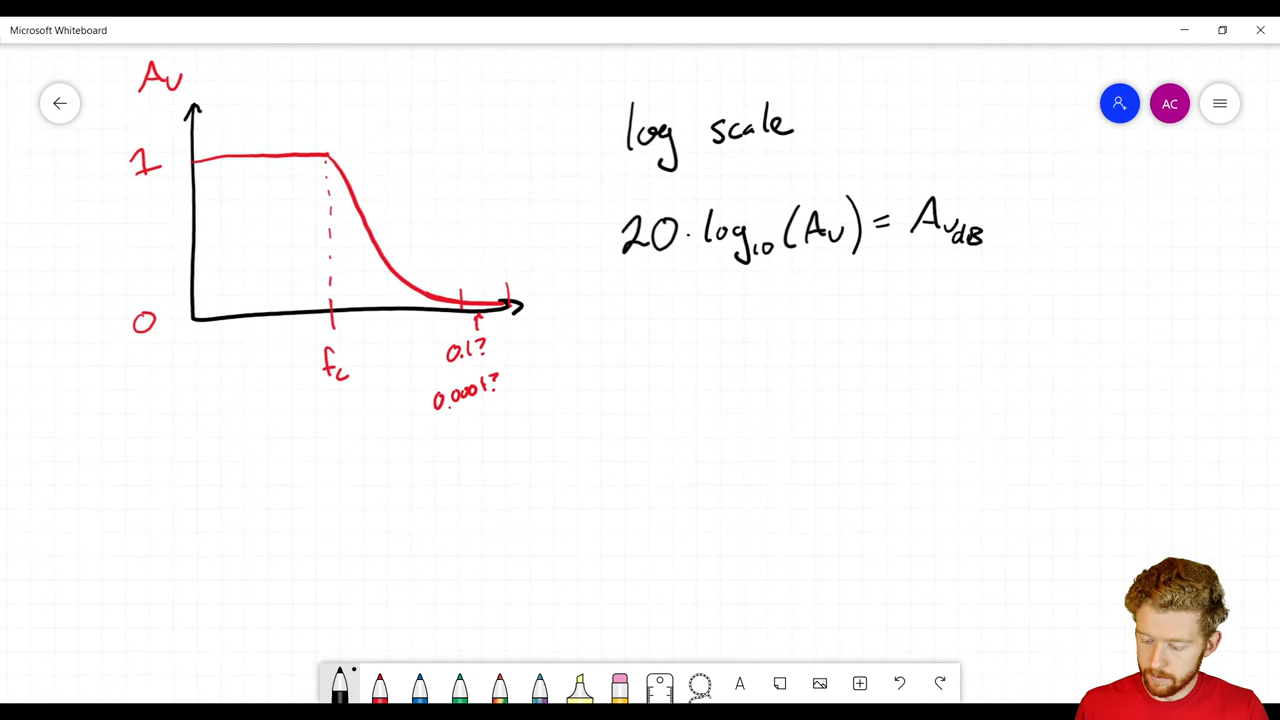 Microsoft Whiteboard
Av
1
0
fc
0.1?
0.0001?
log scale
20 · log10 (Av) = AvdB
AC
A